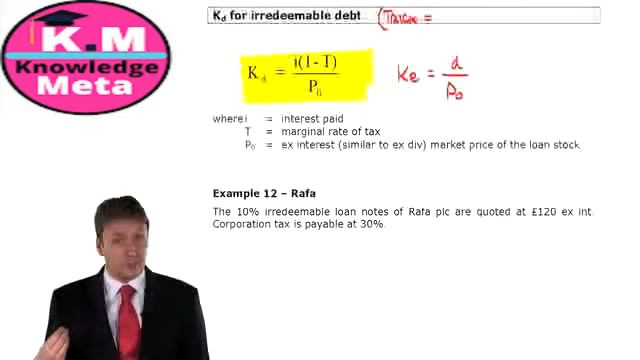 K.M
Knowledge
Meta
Kd for irredeemable debt
Kd = i(1 - T)
P0
Ke = d
P0
where i = interest paid
T = marginal rate of tax
P0 = ex interest (similar to ex div) market price of the loan stock
Example 12 – Rafa
The 10% irredeemable loan notes of Rafa plc are quoted at £120 ex int.
Corporation tax is payable at 30%.